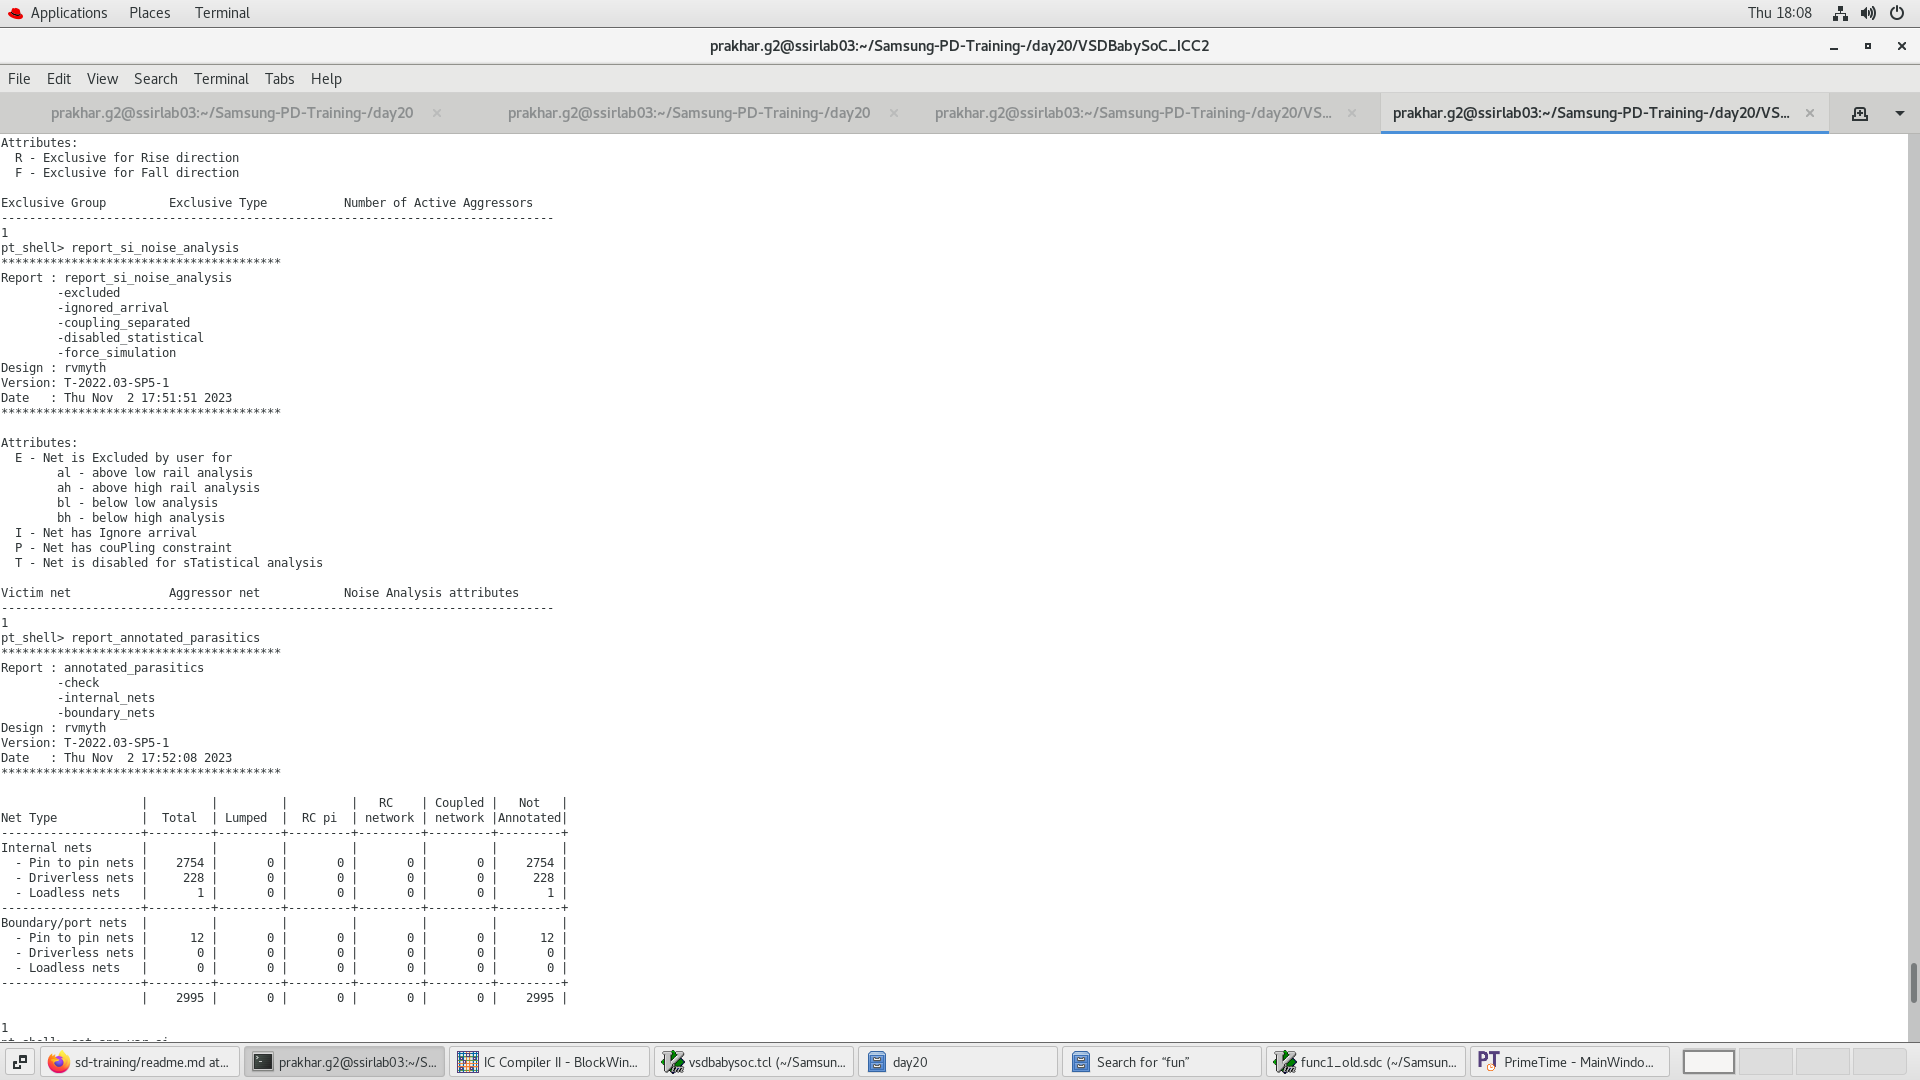 Applications Places Terminal Thu 18:08
prakhar.g2@ssirlab03:~/Samsung-PD-Training-/day20/VSDBabySoC_ICC2
File Edit View Search Terminal Tabs Help
prakhar.g2@ssirlab03:~/Samsung-PD-Training-/day20 × prakhar.g2@ssirlab03:~/Samsung-PD-Training-/day20 × prakhar.g2@ssirlab03:~/Samsung-PD-Training-/day20/VS... × prakhar.g2@ssirlab03:~/Samsung-PD-Training-/day20/VS... ×
Attributes:
  R - Exclusive for Rise direction
  F - Exclusive for Fall direction

Exclusive Group         Exclusive Type           Number of Active Aggressors
-------------------------------------------------------------------------------
1
pt_shell> report_si_noise_analysis
****************************************
Report : report_si_noise_analysis
        -excluded
        -ignored_arrival
        -coupling_separated
        -disabled_statistical
        -force_simulation
Design : rvmyth
Version: T-2022.03-SP5-1
Date   : Thu Nov  2 17:51:51 2023
****************************************

Attributes:
  E - Net is Excluded by user for
        al - above low rail analysis
        ah - above high rail analysis
        bl - below low analysis
        bh - below high analysis
  I - Net has Ignore arrival
  P - Net has couPling constraint
  T - Net is disabled for sTatistical analysis

Victim net              Aggressor net            Noise Analysis attributes
-------------------------------------------------------------------------------
1
pt_shell> report_annotated_parasitics
****************************************
Report : annotated_parasitics
        -check
        -internal_nets
        -boundary_nets
Design : rvmyth
Version: T-2022.03-SP5-1
Date   : Thu Nov  2 17:52:08 2023
****************************************

                    |         |         |         |   RC    | Coupled |   Not   |
Net Type            |  Total  | Lumped  |  RC pi  | network | network |Annotated|
--------------------+---------+---------+---------+---------+---------+---------+
Internal nets       |         |         |         |         |         |         |
  - Pin to pin nets |    2754 |       0 |       0 |       0 |       0 |    2754 |
  - Driverless nets |     228 |       0 |       0 |       0 |       0 |     228 |
  - Loadless nets   |       1 |       0 |       0 |       0 |       0 |       1 |
--------------------+---------+---------+---------+---------+---------+---------+
Boundary/port nets  |         |         |         |         |         |         |
  - Pin to pin nets |      12 |       0 |       0 |       0 |       0 |      12 |
  - Driverless nets |       0 |       0 |       0 |       0 |       0 |       0 |
  - Loadless nets   |       0 |       0 |       0 |       0 |       0 |       0 |
--------------------+---------+---------+---------+---------+---------+---------+
                    |    2995 |       0 |       0 |       0 |       0 |    2995 |

1
sd-training/readme.md at... prakhar.g2@ssirlab03:~/S... IC Compiler II - BlockWin... vsdbabysoc.tcl (~/Samsun... day20 Search for “fun” func1_old.sdc (~/Samsun... PT PrimeTime - MainWindo...